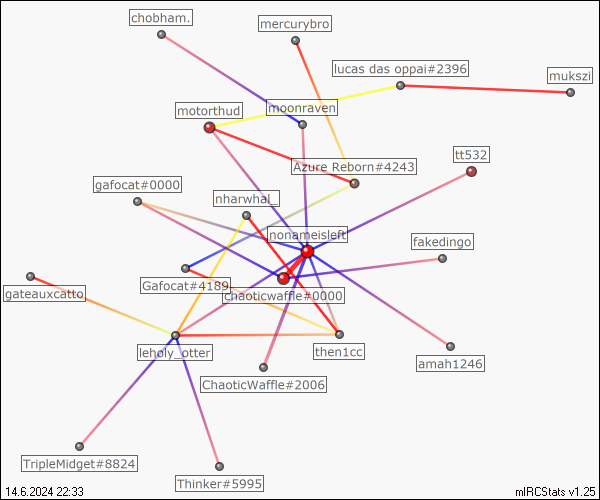 chobham.
mercurybro
lucas das oppai#2396
mukszi
motorthud
moonraven
tt532
Azure Reborn#4243
gafocat#0000
nharwhal_
nonameisleft
fakedingo
Gafocat#4189
chaoticwaffle#0000
gateauxcatto
leholy_otter
then1cc
amah1246
ChaoticWaffle#2006
TripleMidget#8824
Thinker#5995
14.6.2024 22:33
mIRCStats v1.25